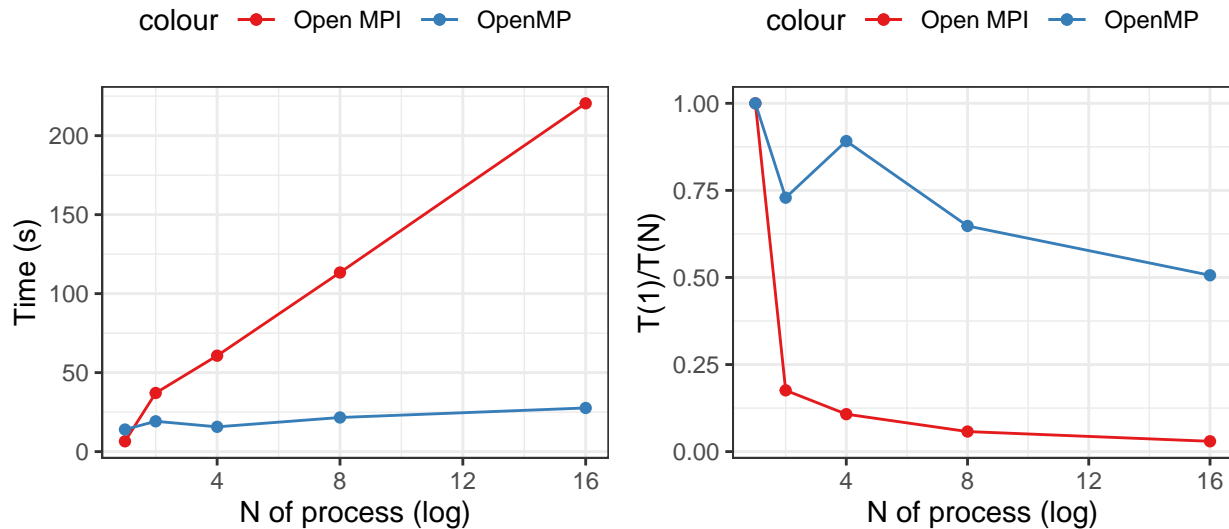 colour Open MPI OpenMP
Time (s)
200
150
100
50
0
4 8 12 16
N of process (log)
colour Open MPI OpenMP
T(1)/T(N)
1.00
0.75
0.50
0.25
0.00
4 8 12 16
N of process (log)